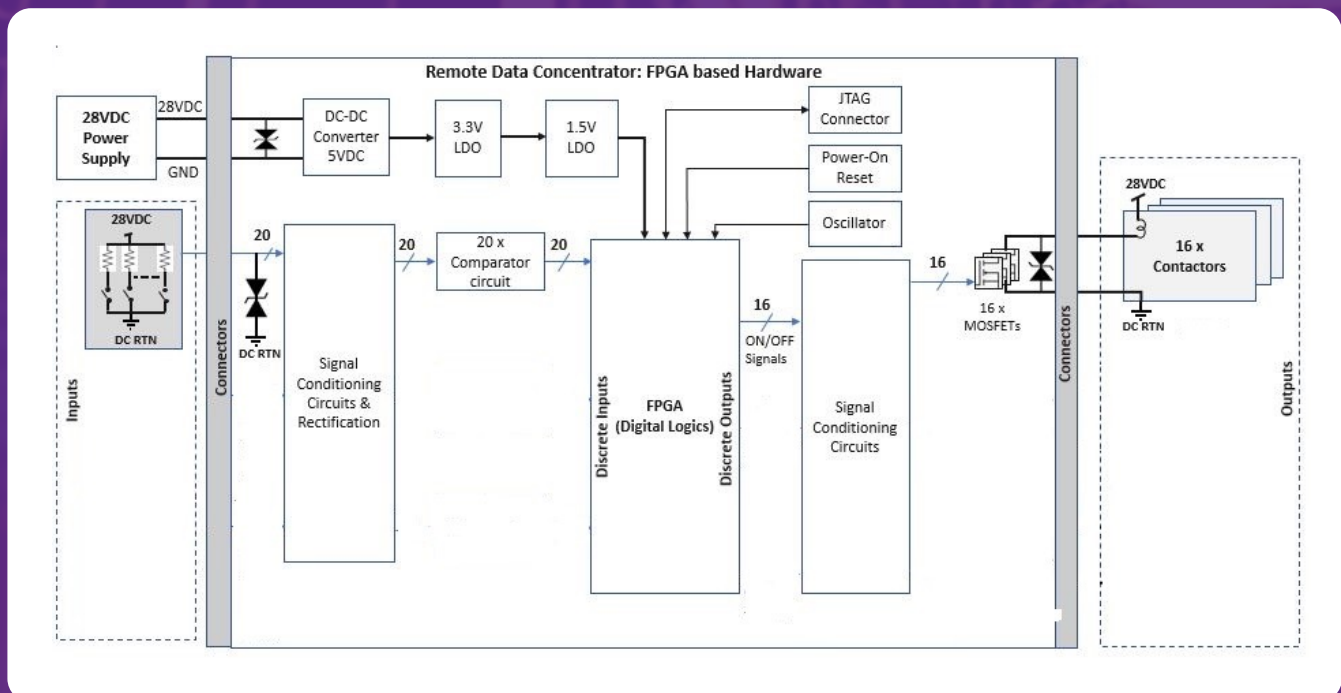 Remote Data Concentrator: FPGA based Hardware
28VDC
Power
Supply
28VDC
GND
DC-DC
Converter
5VDC
3.3V
LDO
1.5V
LDO
JTAG
Connector
Power-On
Reset
Oscillator
28VDC
DC RTN
Inputs
Connectors
20
DC RTN
Signal
Conditioning
Circuits &
Rectification
20
20 x
Comparator
circuit
20
Discrete Inputs
FPGA
(Digital Logics)
Discrete Outputs
16
ON/OFF
Signals
Signal
Conditioning
Circuits
16
16 x
MOSFETs
Connectors
28VDC
16 x
Contactors
DC RTN
Outputs